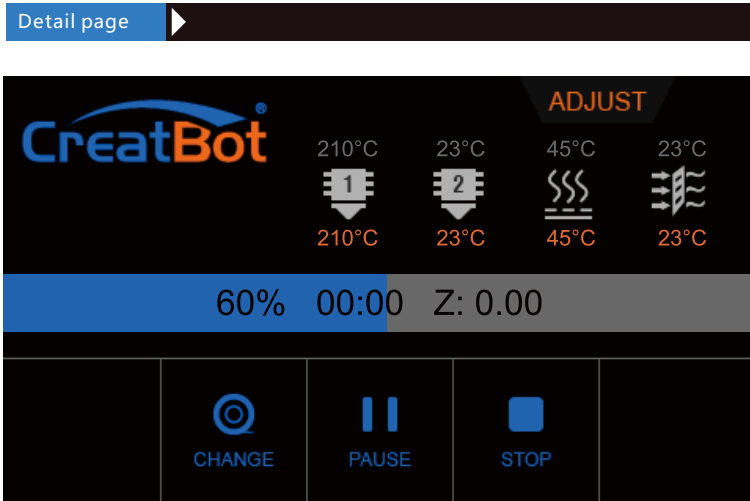 Detail page
ADJUST
CreatBot®
210°C 23°C 45°C 23°C
1 2
210°C 23°C 45°C 23°C
60% 00:00 Z: 0.00
CHANGE PAUSE STOP